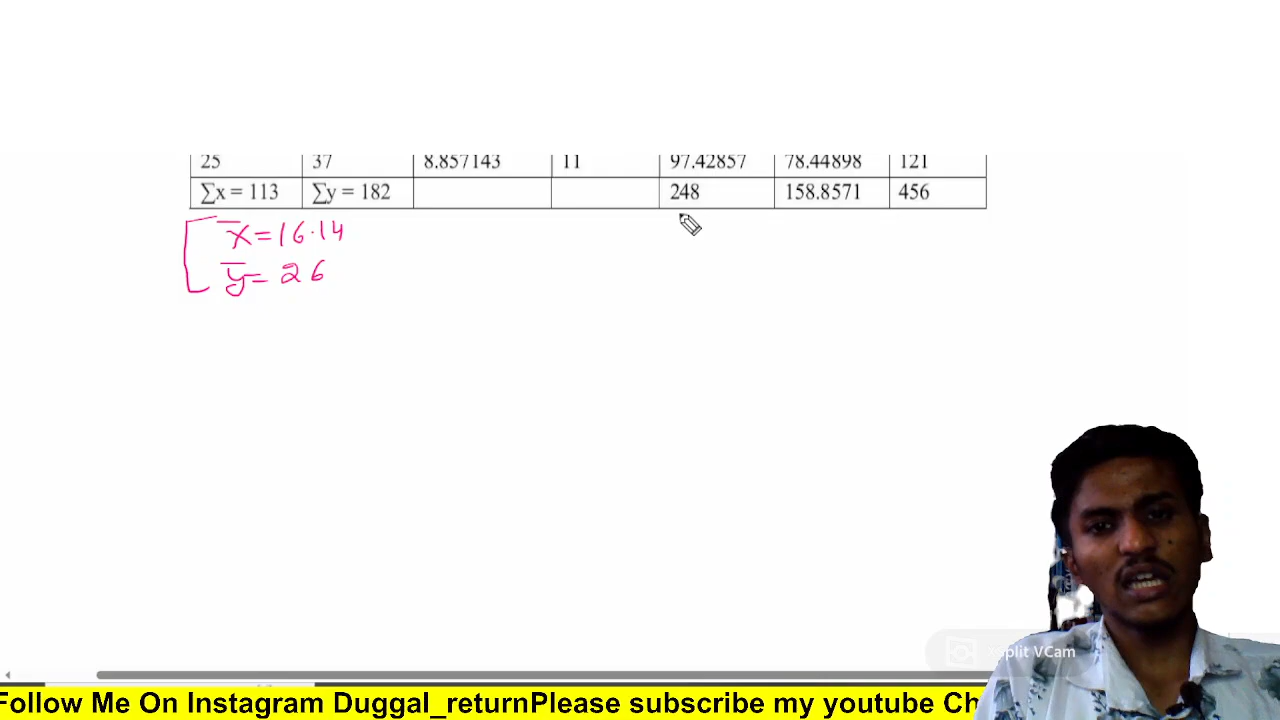 25 37 8.857143 11 97.42857 78.44898 121
∑x = 113 ∑y = 182 248 158.8571 456
x̅ = 16.14
y̅ = 26
Split VCam
Follow Me On Instagram Duggal_returnPlease subscribe my youtube Ch